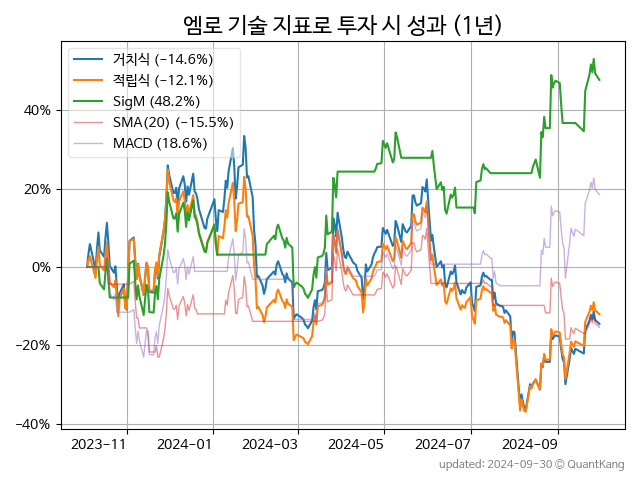 엠로 기술 지표로 투자 시 성과 (1년)
거치식 (−14.6%)
적립식 (−12.1%)
SigM (48.2%)
SMA(20) (−15.5%)
MACD (18.6%)
40%
20%
0%
−20%
−40%
2023-11 2024-01 2024-03 2024-05 2024-07 2024-09
updated: 2024-09-30 © QuantKang